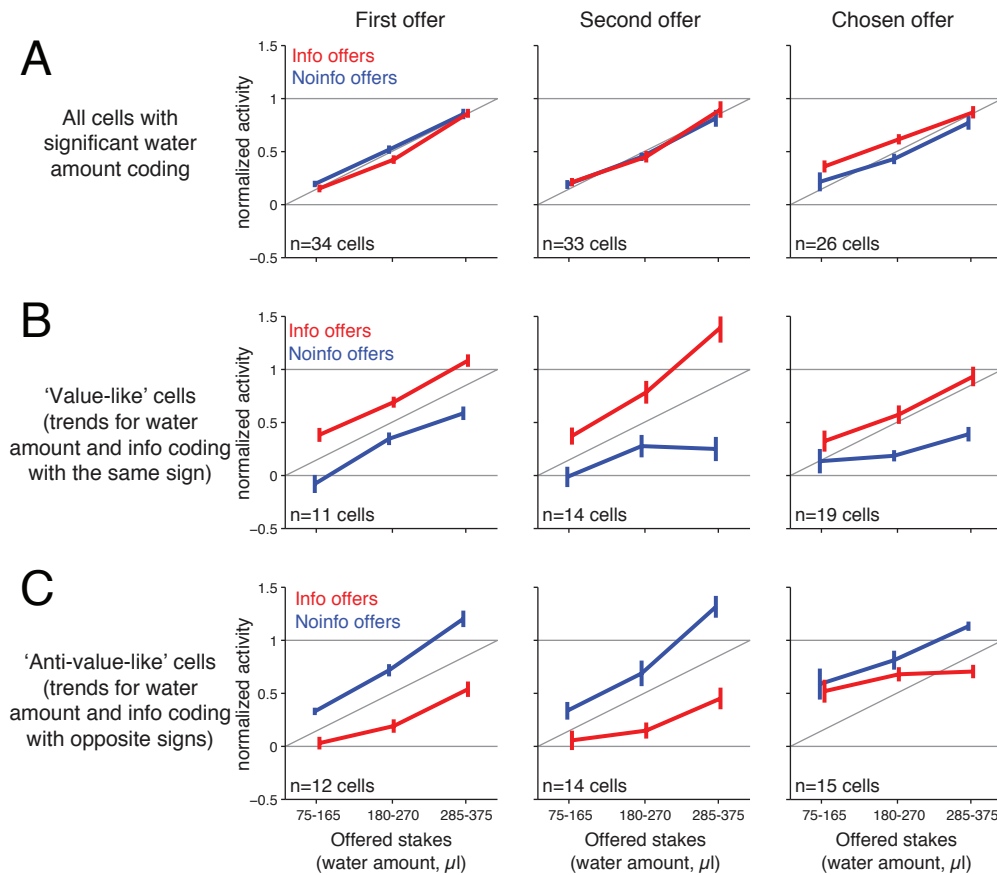 First offer
Second offer
Chosen offer
A
All cells with
significant water
amount coding
normalized activity
1.5
1
0.5
0
−0.5
Info offers
Noinfo offers
n=34 cells
n=33 cells
n=26 cells
B
'Value-like' cells
(trends for water
amount and info coding
with the same sign)
normalized activity
1.5
1
0.5
0
−0.5
Info offers
Noinfo offers
n=11 cells
n=14 cells
n=19 cells
C
'Anti-value-like' cells
(trends for water
amount and info coding
with opposite signs)
normalized activity
1.5
1
0.5
0
−0.5
Info offers
Noinfo offers
n=12 cells
n=14 cells
n=15 cells
75-165 180-270 285-375
Offered stakes
(water amount, µl)
75-165 180-270 285-375
Offered stakes
(water amount, µl)
75-165 180-270 285-375
Offered stakes
(water amount, µl)